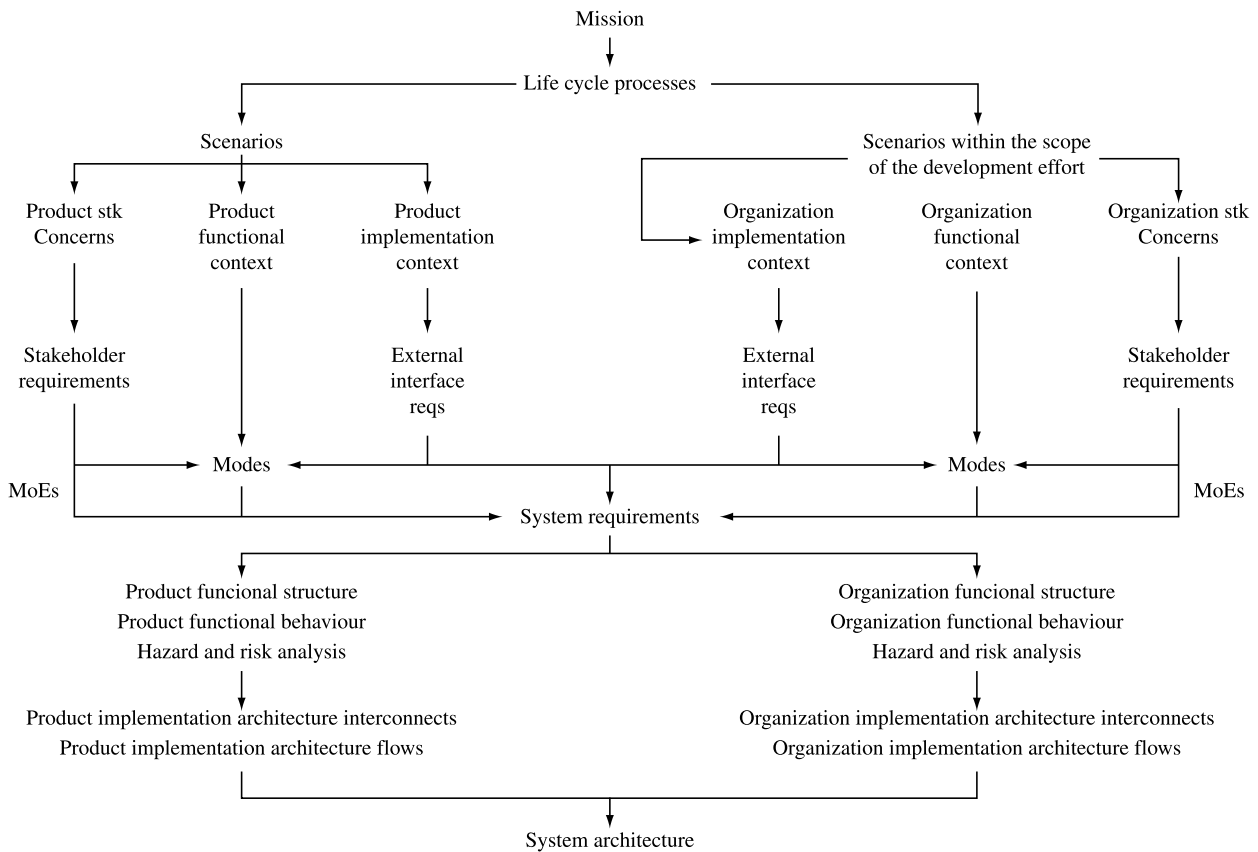 Mission
Life cycle processes
Scenarios
Scenarios within the scope
of the development effort
Product stk
Concerns
Product
functional
context
Product
implementation
context
Organization
implementation
context
Organization
functional
context
Organization stk
Concerns
Stakeholder
requirements
External
interface
reqs
External
interface
reqs
Stakeholder
requirements
Modes
Modes
MoEs
MoEs
System requirements
Product funcional structure
Product functional behaviour
Hazard and risk analysis
Organization funcional structure
Organization functional behaviour
Hazard and risk analysis
Product implementation architecture interconnects
Product implementation architecture flows
Organization implementation architecture interconnects
Organization implementation architecture flows
System architecture